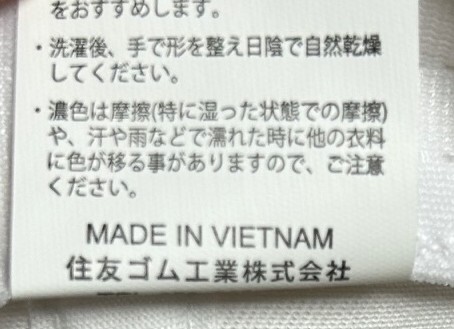 をおすすめします。
・洗濯後、手で形を整え日陰で自然乾燥
してください。
・濃色は摩擦(特に湿った状態での摩擦)
や、汗や雨などで濡れた時に他の衣料
に色が移る事がありますので、ご注意
ください。
MADE IN VIETNAM
住友ゴム工業株式会社